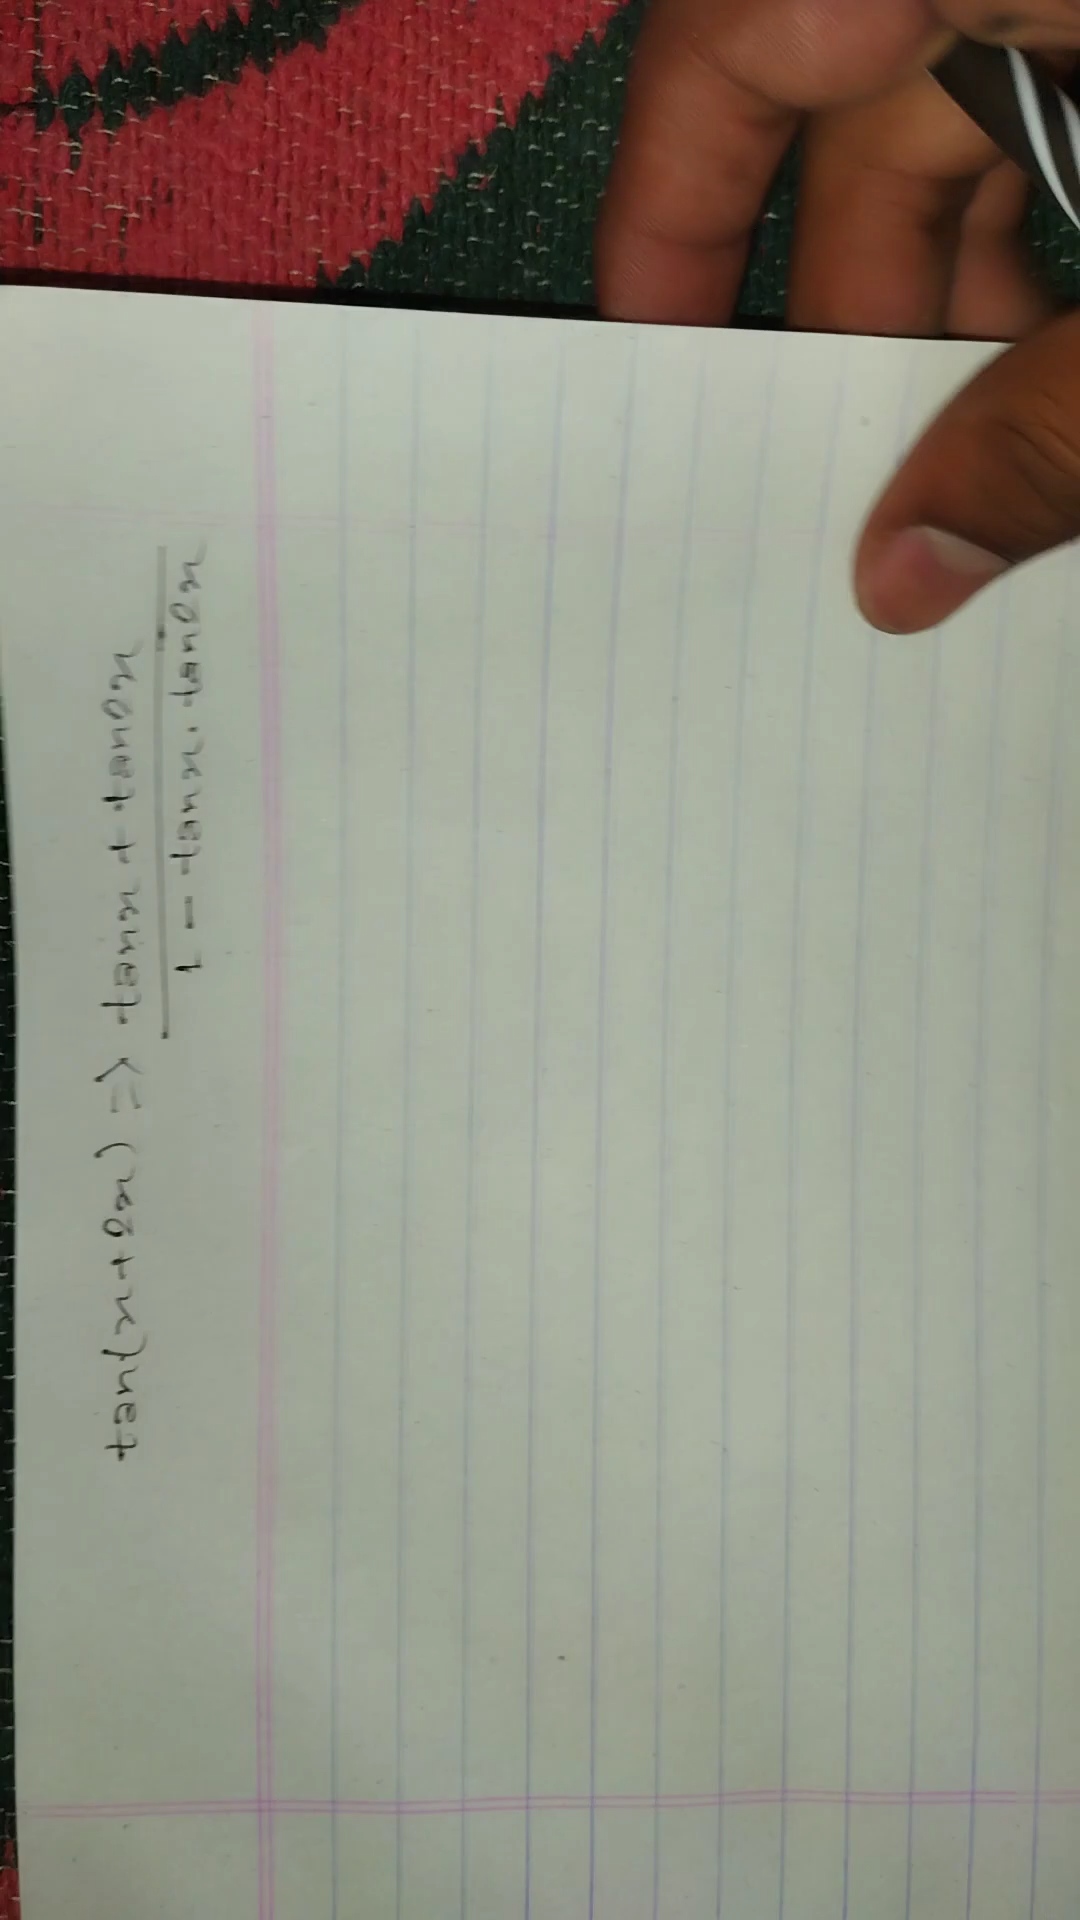 tan(x+2x) => tanx + tan2x
1 - tanx. tan2x